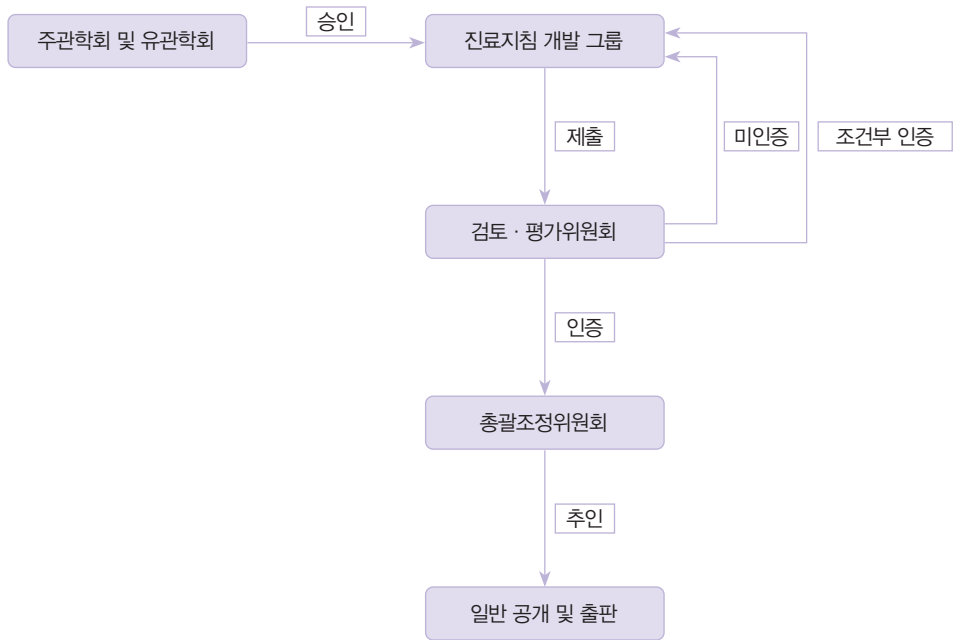 주관학회 및 유관학회
승인
진료지침 개발 그룹
제출
미인증
조건부 인증
검토 · 평가위원회
인증
총괄조정위원회
추인
일반 공개 및 출판